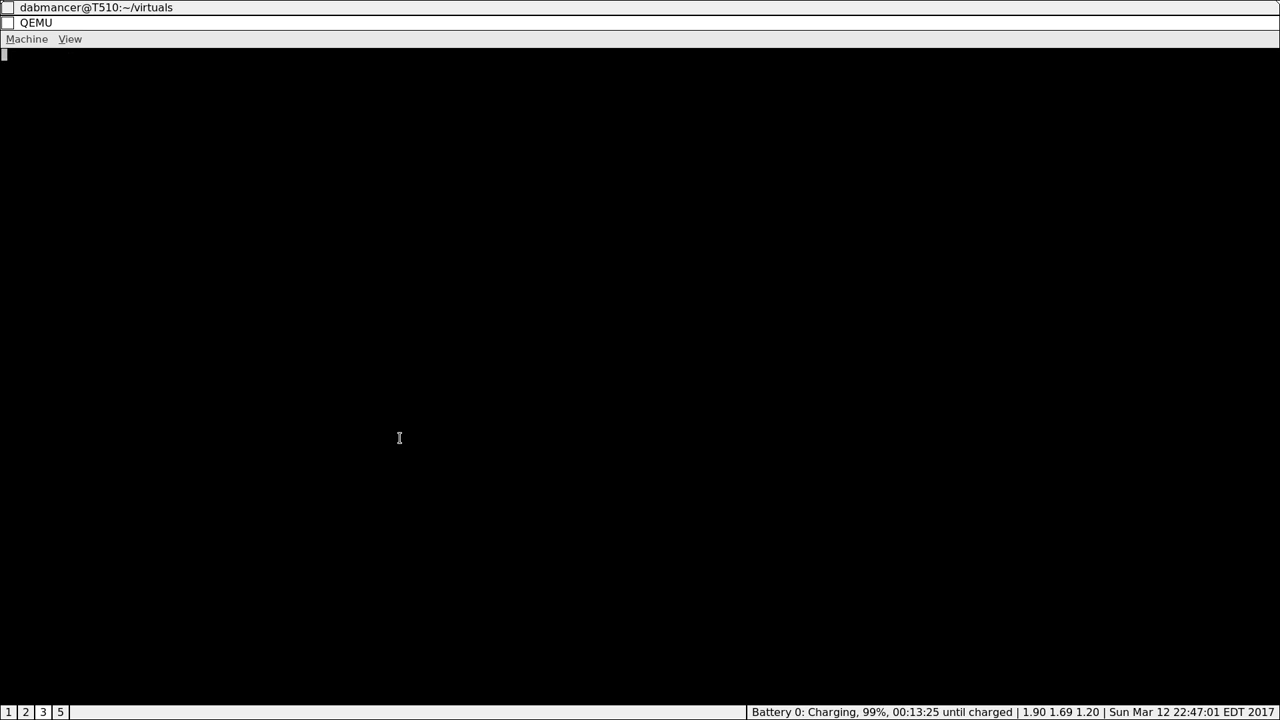 dabmancer@T510:~/virtuals
QEMU
Machine View
1 2 3 5 Battery 0: Charging, 99%, 00:13:25 until charged | 1.90 1.69 1.20 | Sun Mar 12 22:47:01 EDT 2017